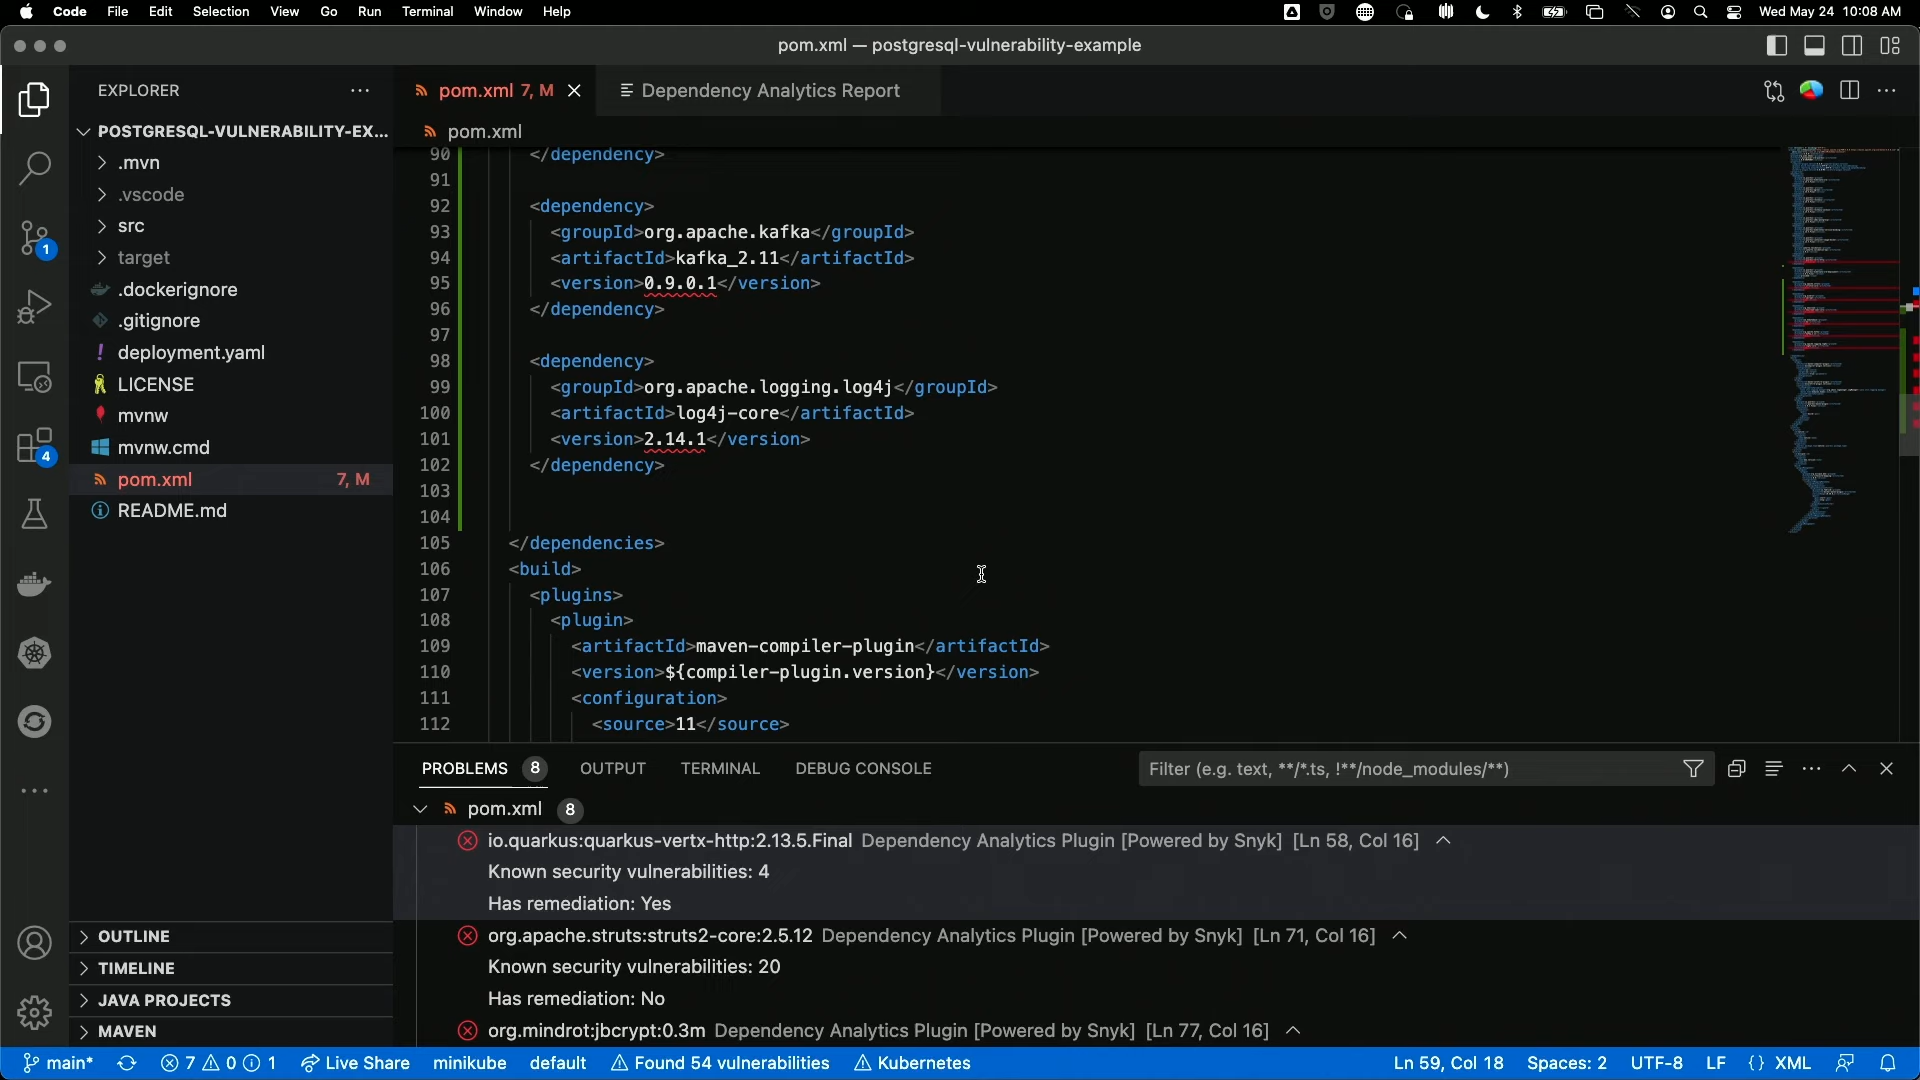 Code File Edit Selection View Go Run Terminal Window Help Wed May 24 10:08 AM
pom.xml — postgresql-vulnerability-example
EXPLORER
POSTGRESQL-VULNERABILITY-EX...
.mvn
.vscode
src
target
.dockerignore
.gitignore
deployment.yaml
LICENSE
mvnw
mvnw.cmd
pom.xml 7, M
README.md
OUTLINE
TIMELINE
JAVA PROJECTS
MAVEN
1
4
pom.xml 7, M
Dependency Analytics Report
pom.xml
90 </dependency>
91
92 <dependency>
93 <groupId>org.apache.kafka</groupId>
94 <artifactId>kafka_2.11</artifactId>
95 <version>0.9.0.1</version>
96 </dependency>
97
98 <dependency>
99 <groupId>org.apache.logging.log4j</groupId>
100 <artifactId>log4j-core</artifactId>
101 <version>2.14.1</version>
102 </dependency>
103
104
105 </dependencies>
106 <build>
107 <plugins>
108 <plugin>
109 <artifactId>maven-compiler-plugin</artifactId>
110 <version>${compiler-plugin.version}</version>
111 <configuration>
112 <source>11</source>
PROBLEMS 8 OUTPUT TERMINAL DEBUG CONSOLE Filter (e.g. text, **/*.ts, !**/node_modules/**)
pom.xml 8
io.quarkus:quarkus-vertx-http:2.13.5.Final Dependency Analytics Plugin [Powered by Snyk] [Ln 58, Col 16]
Known security vulnerabilities: 4
Has remediation: Yes
org.apache.struts:struts2-core:2.5.12 Dependency Analytics Plugin [Powered by Snyk] [Ln 71, Col 16]
Known security vulnerabilities: 20
Has remediation: No
org.mindrot:jbcrypt:0.3m Dependency Analytics Plugin [Powered by Snyk] [Ln 77, Col 16]
main* 7 0 1 Live Share minikube default Found 54 vulnerabilities Kubernetes Ln 59, Col 18 Spaces: 2 UTF-8 LF {} XML